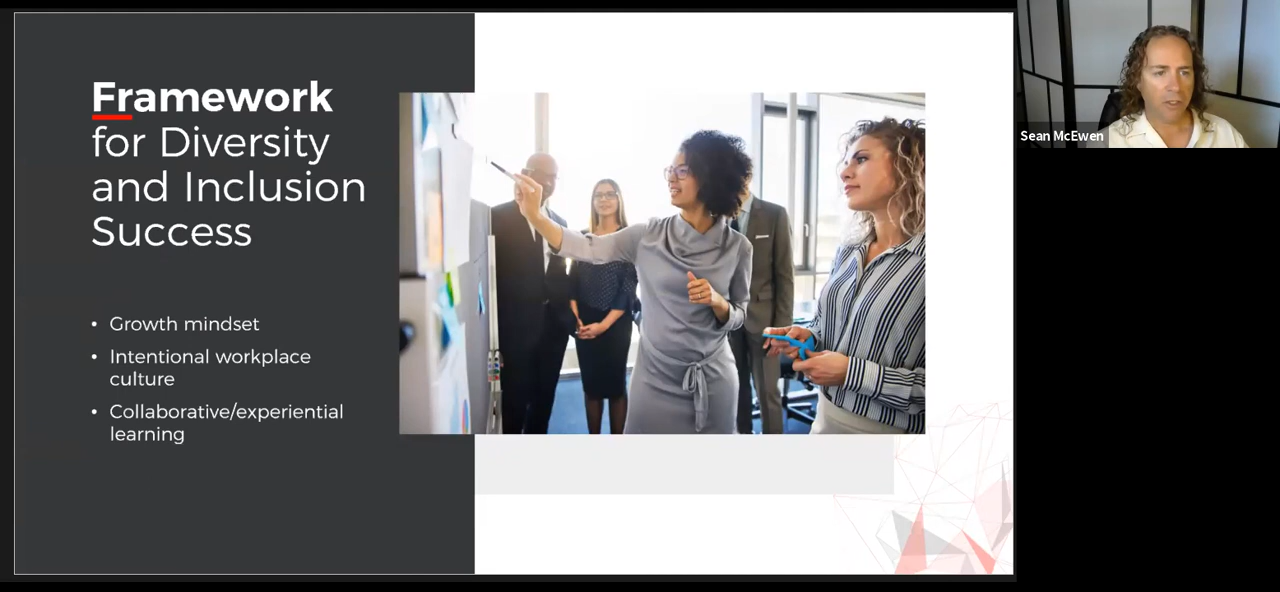 Framework
for Diversity
and Inclusion
Success
• Growth mindset
• Intentional workplace
culture
• Collaborative/experiential
learning
Sean McEwen